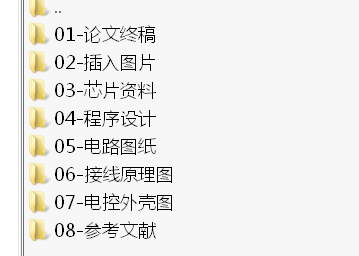 ..
01-论文终稿
02-插入图片
03-芯片资料
04-程序设计
05-电路图纸
06-接线原理图
07-电控外壳图
08-参考文献